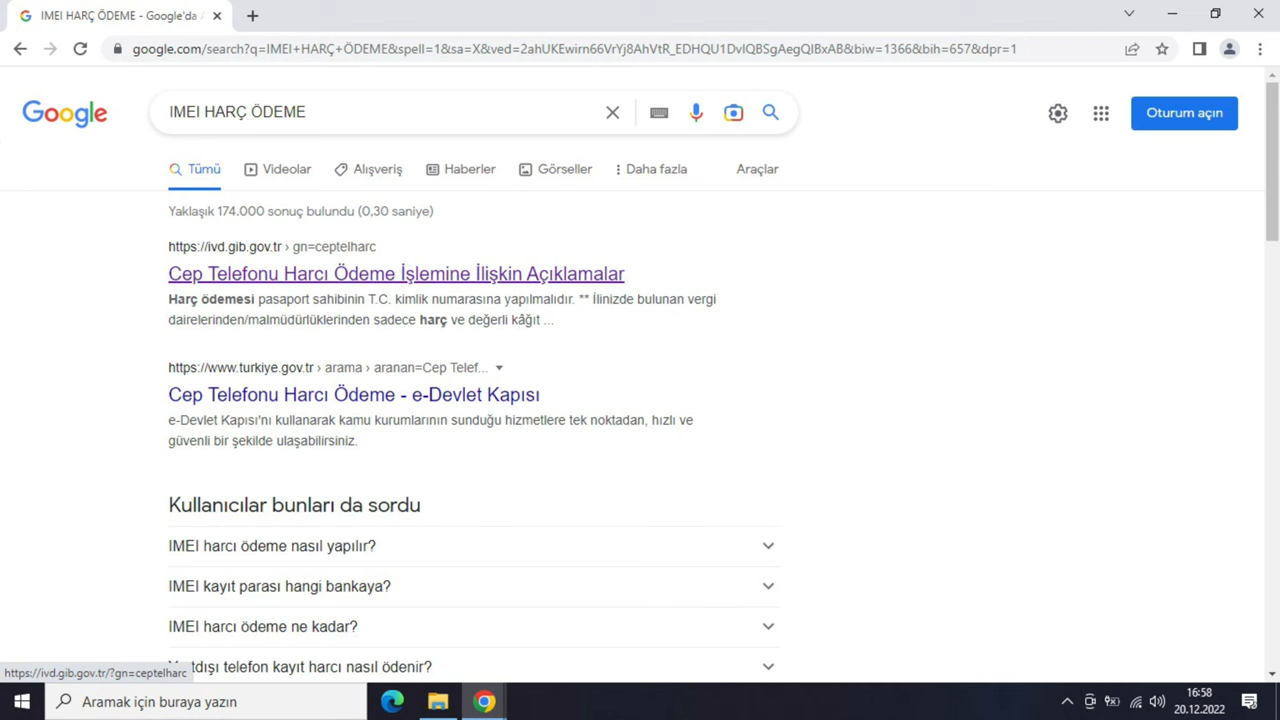 IMEI HARÇ ÖDEME - Google'da
google.com/search?q=IMEI+HARÇ+ÖDEME&spell=1&sa=X&ved=2ahUKEwirn66VrYj8AhVtR_EDHQU1DvIQBSgAegQIBxAB&biw=1366&bih=657&dpr=1
Google
IMEI HARÇ ÖDEME
Oturum açın
Tümü Videolar Alışveriş Haberler Görseller Daha fazla Araçlar
Yaklaşık 174.000 sonuç bulundu (0,30 saniye)
https://ivd.gib.gov.tr › gn=ceptelharc
Cep Telefonu Harcı Ödeme İşlemine İlişkin Açıklamalar
Harç ödemesi pasaport sahibinin T.C. kimlik numarasına yapılmalıdır. ** İlinizde bulunan vergi
dairelerinden/malmüdürlüklerinden sadece harç ve değerli kâğıt ...
https://www.turkiye.gov.tr › arama › aranan=Cep Telef...
Cep Telefonu Harcı Ödeme - e-Devlet Kapısı
e-Devlet Kapısı'nı kullanarak kamu kurumlarının sunduğu hizmetlere tek noktadan, hızlı ve
güvenli bir şekilde ulaşabilirsiniz.
Kullanıcılar bunları da sordu
IMEI harcı ödeme nasıl yapılır?
IMEI kayıt parası hangi bankaya?
IMEI harcı ödeme ne kadar?
telefon kayıt harcı nasıl ödenir?
https://ivd.gib.gov.tr/?gn=ceptelharc
Aramak için buraya yazın
16:58
20.12.2022